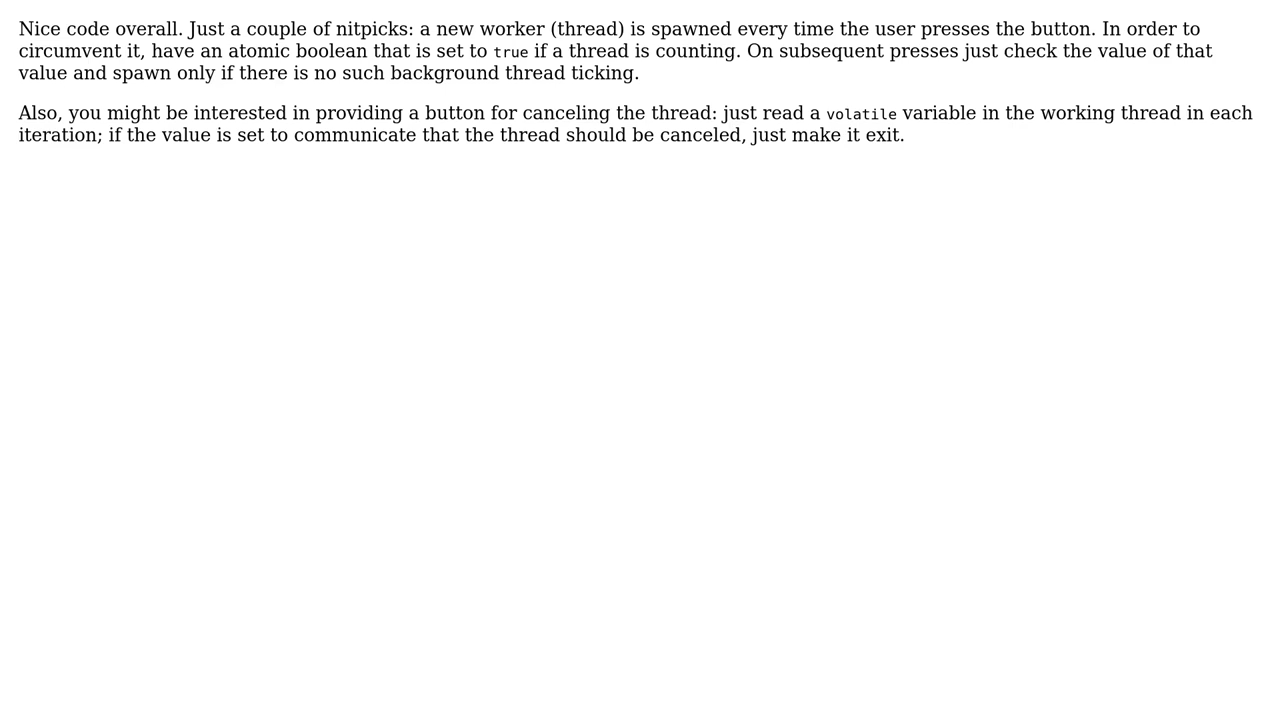 Nice code overall. Just a couple of nitpicks: a new worker (thread) is spawned every time the user presses the button. In order to
circumvent it, have an atomic boolean that is set to true if a thread is counting. On subsequent presses just check the value of that
value and spawn only if there is no such background thread ticking.
Also, you might be interested in providing a button for canceling the thread: just read a volatile variable in the working thread in each
iteration; if the value is set to communicate that the thread should be canceled, just make it exit.